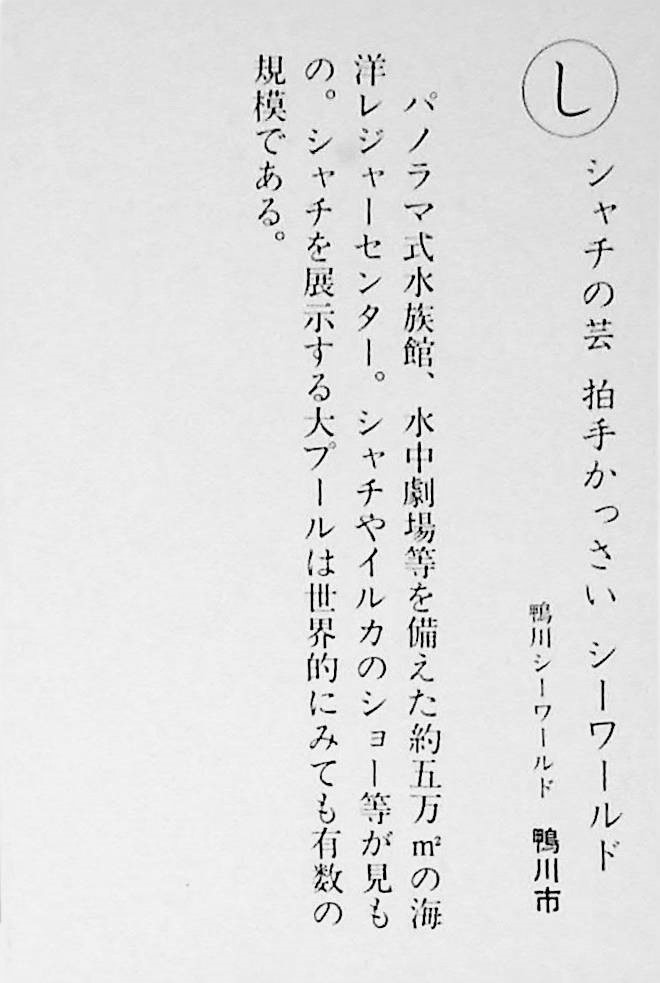 し
シャチの芸 拍手かっさい シーワールド
鴨川シーワールド 鴨川市
パノラマ式水族館、水中劇場等を備えた約五万㎡の海
洋レジャーセンター。シャチやイルカのショー等が見も
の。シャチを展示する大プールは世界的にみても有数の
規模である。